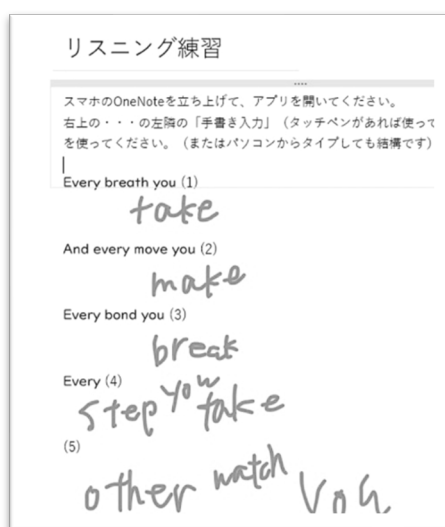 リスニング練習
スマホのOneNoteを立ち上げて、アプリを開いてください。
右上の・・・の左隣の「手書き入力」（タッチペンがあれば使って
を使ってください。（またはパソコンからタイプしても結構です）
Every breath you (1)
take
And every move you (2)
make
Every bond you (3)
break
Every (4)
step you take
(5)
other watch you